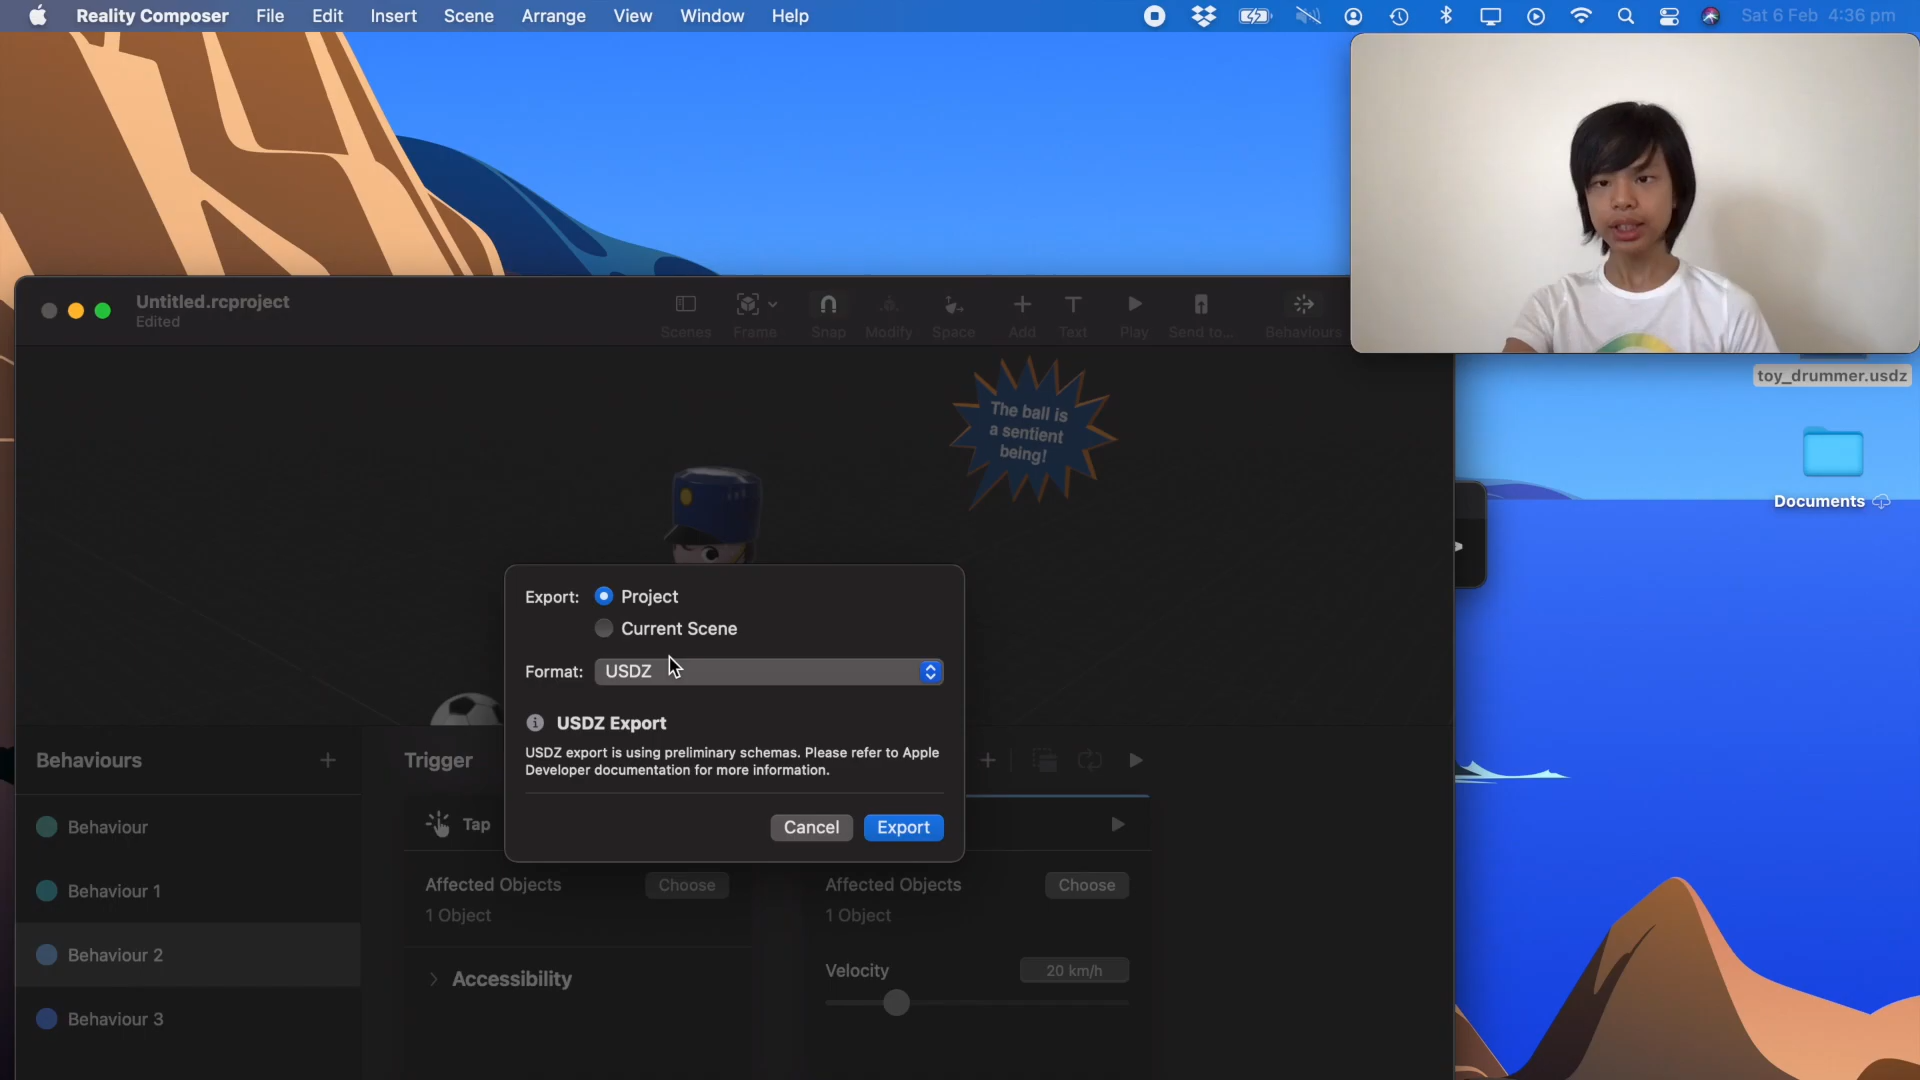 Reality Composer File Edit Insert Scene Arrange View Window Help Sat 6 Feb 4:36 pm
Untitled.rcproject
Edited
Scenes Frame Snap Modify Space Add Text Play Send to... Behaviours
The ball is
a sentient
being!
toy_drummer.usdz
Documents
Export: Project
Current Scene
Format: USDZ
USDZ Export
USDZ export is using preliminary schemas. Please refer to Apple
Developer documentation for more information.
Cancel Export
Behaviours
Behaviour
Behaviour 1
Behaviour 2
Behaviour 3
Trigger
Tap
Affected Objects Choose
1 Object
Accessibility
Affected Objects Choose
1 Object
Velocity 20 km/h